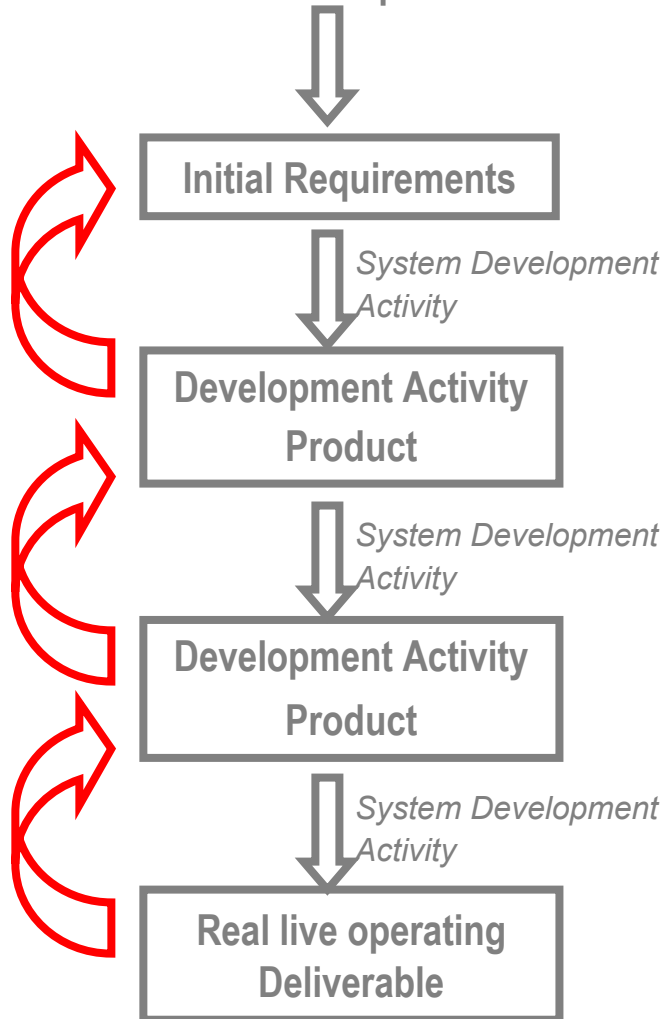 Initial Requirements
System Development
Activity
Development Activity
Product
System Development
Activity
Development Activity
Product
System Development
Activity
Real live operating
Deliverable